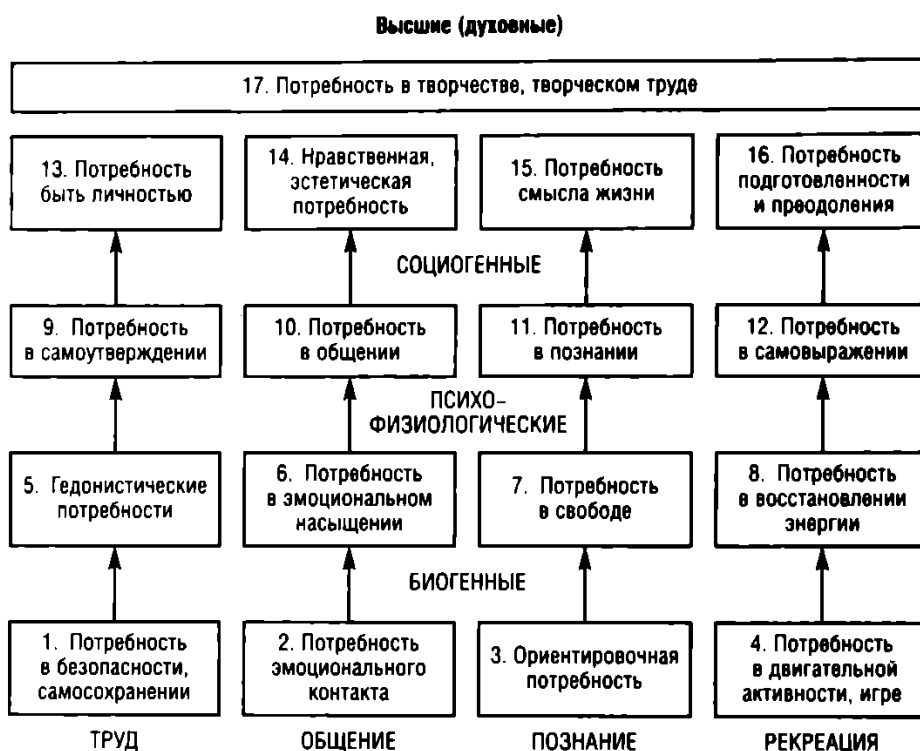 Высшие (духовные)
17. Потребность в творчестве, творческом труде
13. Потребность
быть личностью
14. Нравственная,
эстетическая
потребность
15. Потребность
смысла жизни
16. Потребность
подготовленности
и преодоления
СОЦИОГЕННЫЕ
9. Потребность
в самоутверждении
10. Потребность
в общении
11. Потребность
в познании
12. Потребность
в самовыражении
ПСИХО-
ФИЗИОЛОГИЧЕСКИЕ
5. Гедонистические
потребности
6. Потребность
в эмоциональном
насыщении
7. Потребность
в свободе
8. Потребность
в восстановлении
энергии
БИОГЕННЫЕ
1. Потребность
в безопасности,
самосохранении
2. Потребность
эмоционального
контакта
3. Ориентировочная
потребность
4. Потребность
в двигательной
активности, игре
ТРУД
ОБЩЕНИЕ
ПОЗНАНИЕ
РЕКРЕАЦИЯ